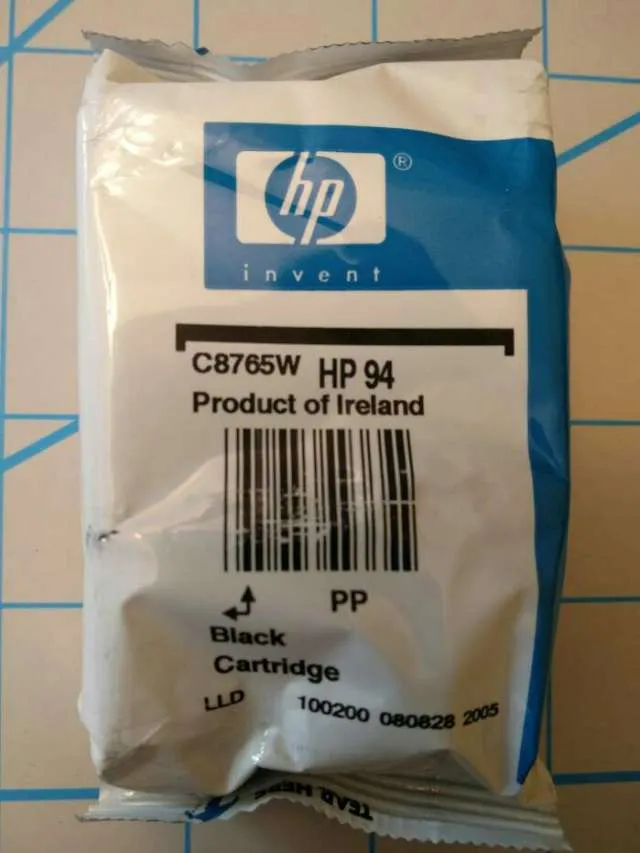 hp ®
invent
C8765W HP 94
Product of Ireland
PP
Black
Cartridge
LLD 100200 080828 2005
TEAR HERE